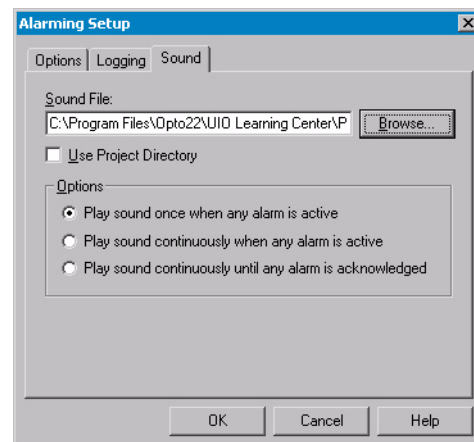 Alarming Setup
Options Logging Sound
Sound File:
C:\Program Files\Opto22\UIO Learning Center\P Browse...
Use Project Directory
Options
Play sound once when any alarm is active
Play sound continuously when any alarm is active
Play sound continuously until any alarm is acknowledged
OK Cancel Help